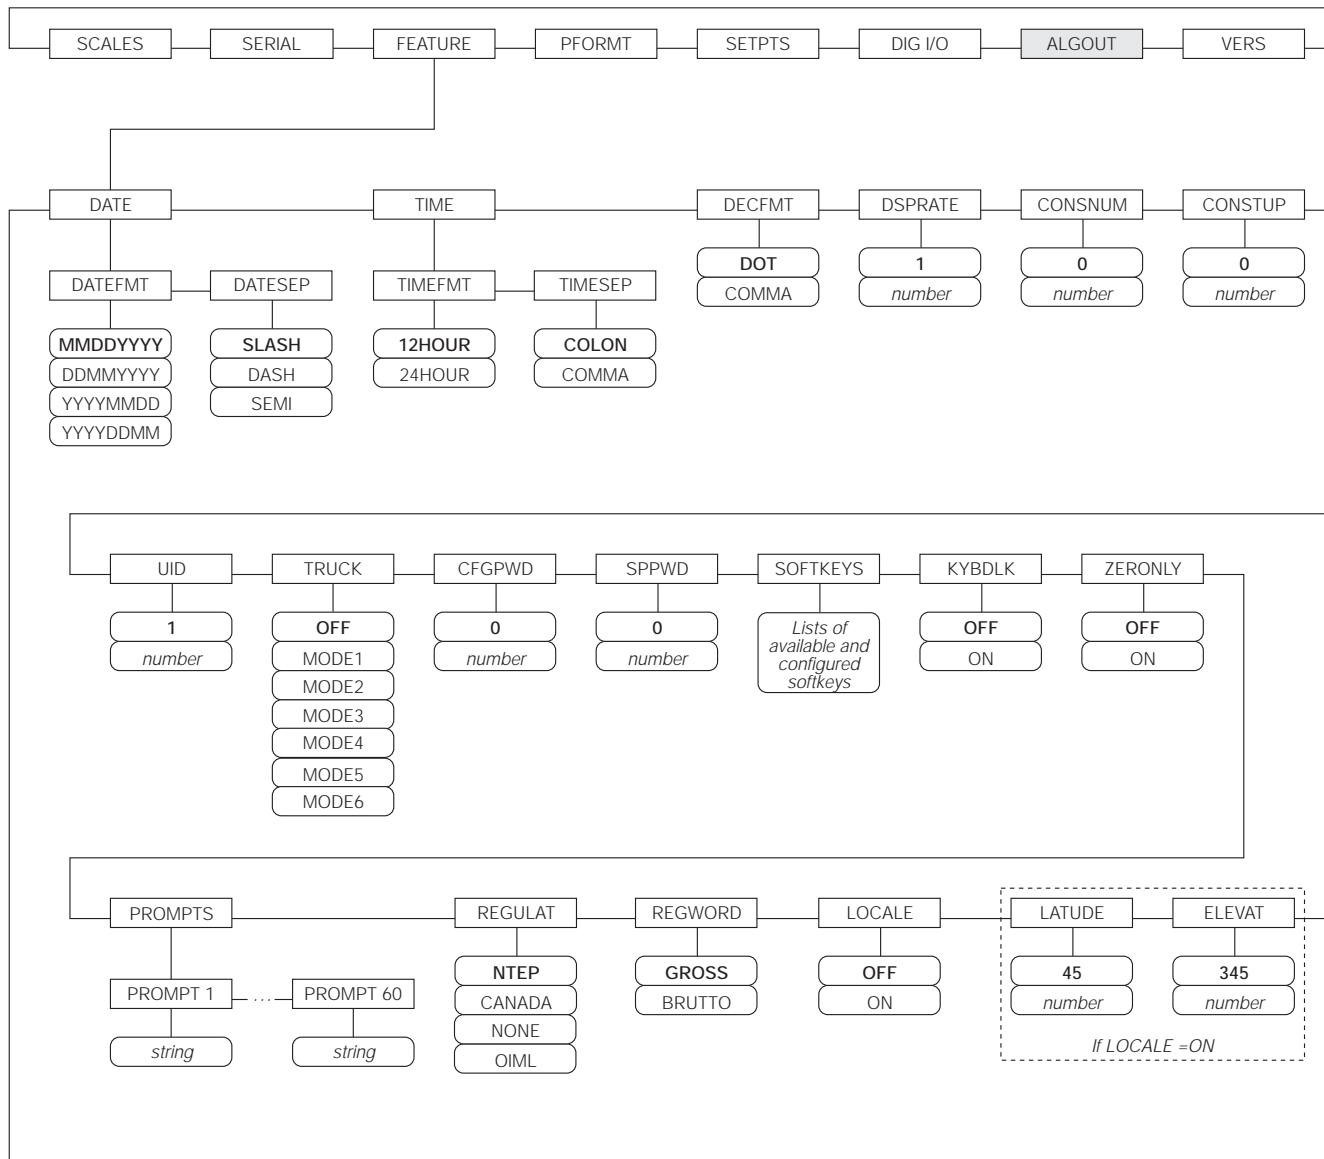 SCALES SERIAL FEATURE PFORMT SETPTS DIG I/O ALGOUT VERS
DATE TIME DECFMT DSPRATE CONSNUM CONSTUP
DOT 1 0 0
COMMA number number number
DATEFMT DATESEP TIMEFMT TIMESEP
MMDDYYYY SLASH 12HOUR COLON
DDMMYYYY DASH 24HOUR COMMA
YYYYMMDD SEMI
YYYYDDMM
UID TRUCK CFGPWD SPPWD SOFTKEYS KYBDLK ZERONLY
1 OFF 0 0 Lists of available and configured softkeys OFF OFF
number MODE1 number number ON ON
MODE2
MODE3
MODE4
MODE5
MODE6
PROMPTS REGULAT REGWORD LOCALE LATUDE ELEVAT
NTEP GROSS OFF 45 345
CANADA BRUTTO ON number number
NONE
OIML
PROMPT 1 ... PROMPT 60
string string
If LOCALE =ON